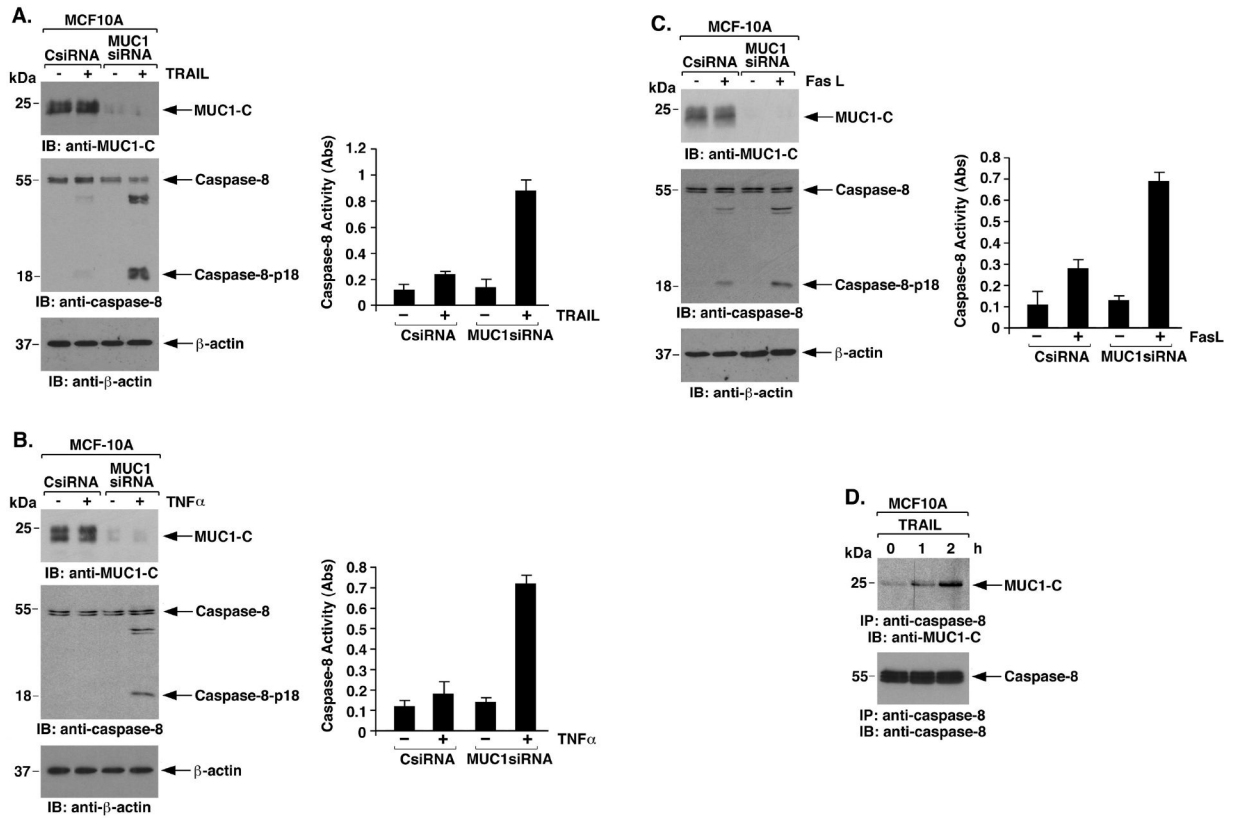 A.
MCF10A
CsiRNA MUC1 siRNA
- + - + TRAIL
kDa
25 MUC1-C
IB: anti-MUC1-C
55 Caspase-8
18 Caspase-8-p18
IB: anti-caspase-8
37 β-actin
IB: anti-β-actin
Caspase-8 Activity (Abs)
1.2
1
0.8
0.6
0.4
0.2
0
− + − + TRAIL
CsiRNA MUC1siRNA
B.
MCF-10A
CsiRNA MUC1 siRNA
kDa - + - + TNFα
25 MUC1-C
IB: anti-MUC1-C
55 Caspase-8
18 Caspase-8-p18
IB: anti-caspase-8
37 β-actin
IB: anti-β-actin
Caspase-8 Activity (Abs)
0.8
0.7
0.6
0.5
0.4
0.3
0.2
0.1
0
− + − + TNFα
CsiRNA MUC1siRNA
C.
MCF-10A
CsiRNA MUC1 siRNA
- + - + Fas L
kDa
25 MUC1-C
IB: anti-MUC1-C
55 Caspase-8
18 Caspase-8-p18
IB: anti-caspase-8
37 β-actin
IB: anti-β-actin
Caspase-8 Activity (Abs)
0.8
0.7
0.6
0.5
0.4
0.3
0.2
0.1
0
− + − + FasL
CsiRNA MUC1siRNA
D.
MCF10A
TRAIL
kDa 0 1 2 h
25 MUC1-C
IP: anti-caspase-8
IB: anti-MUC1-C
55 Caspase-8
IP: anti-caspase-8
IB: anti-caspase-8